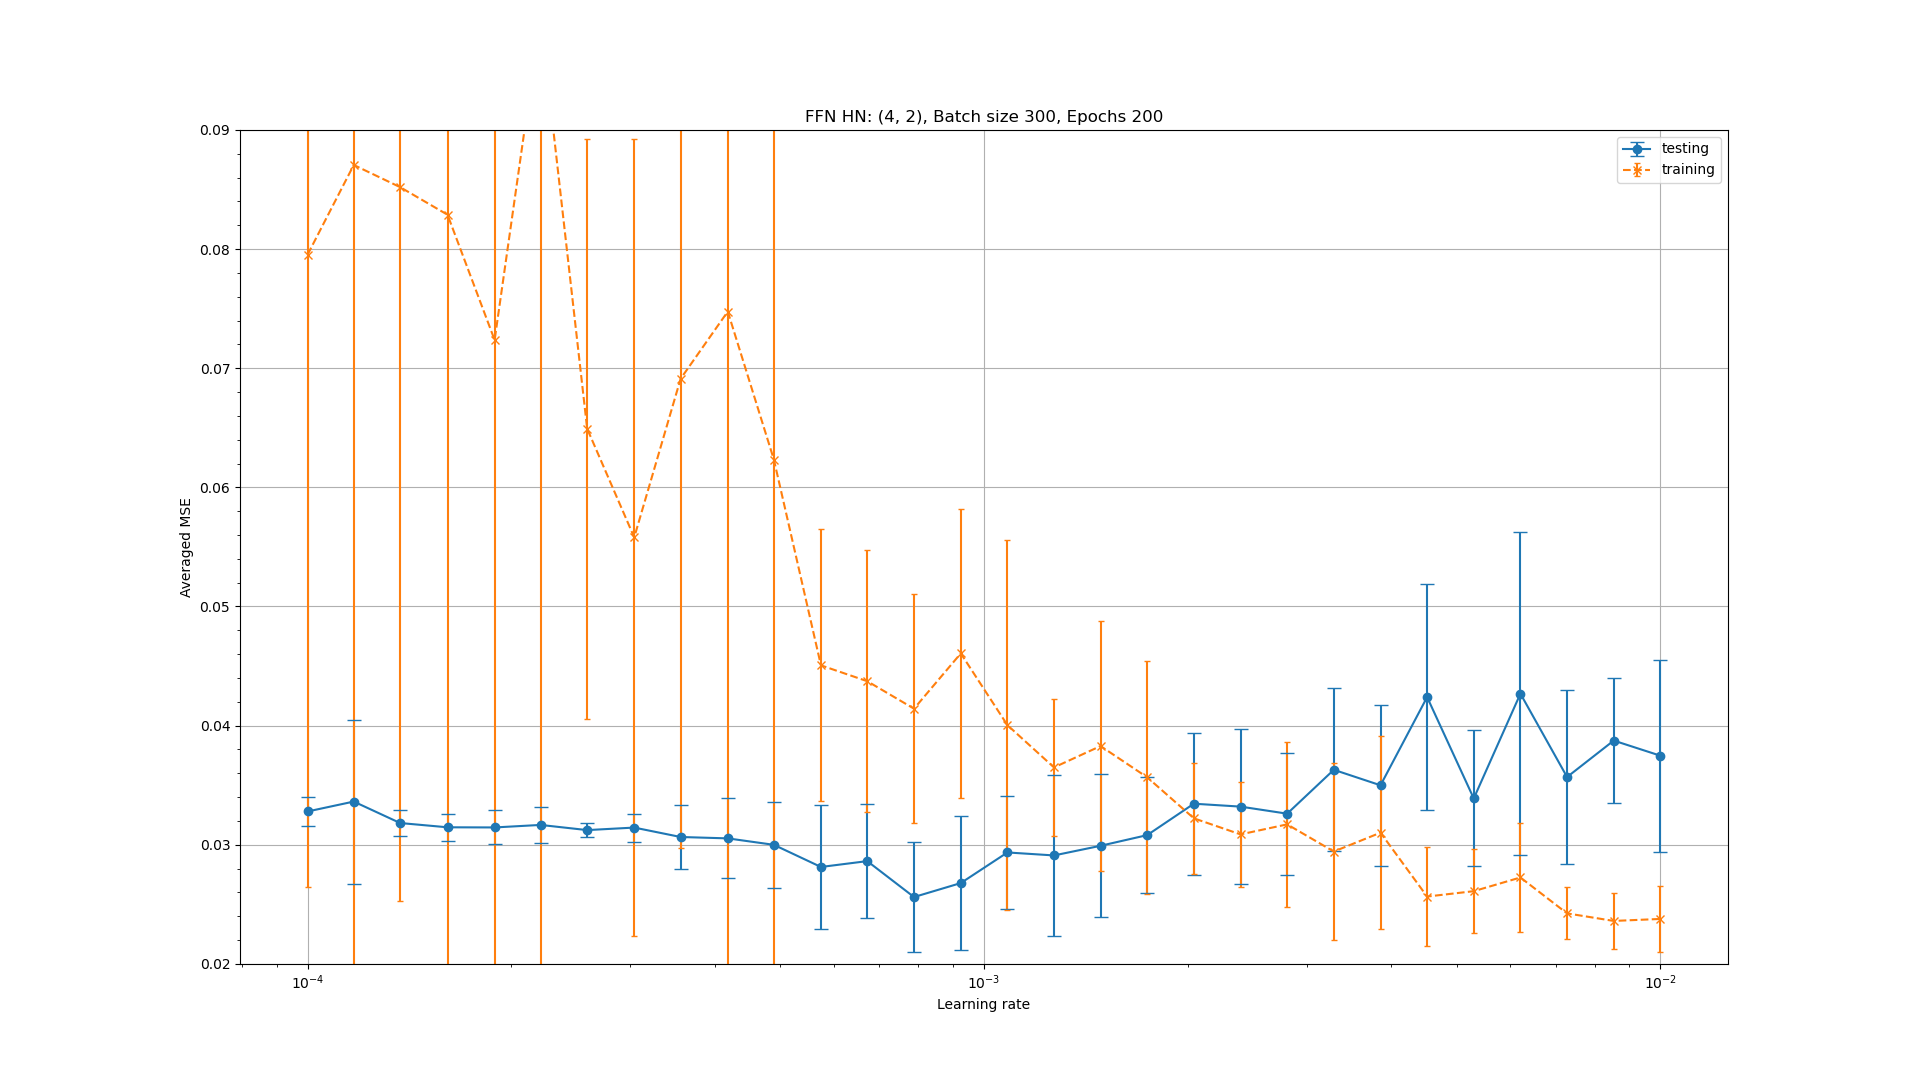 FFN HN: (4, 2), Batch size 300, Epochs 200
testing
training
0.09
0.08
0.07
0.06
0.05
0.04
0.03
0.02
Averaged MSE
10⁻⁴
10⁻³
10⁻²
Learning rate